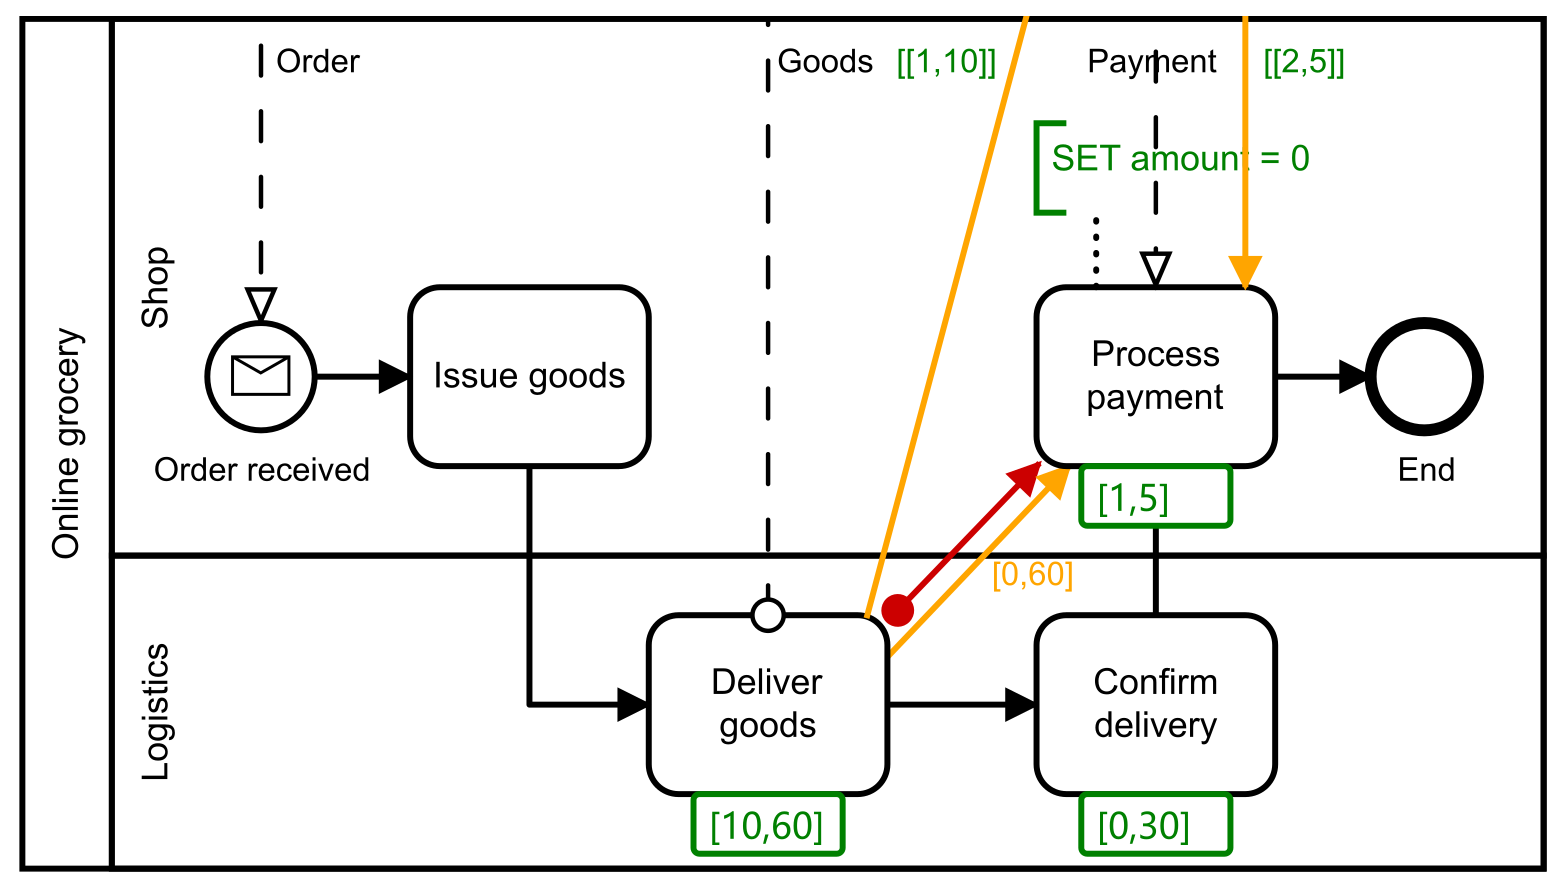 Order
Goods
[[1,10]]
Payment
[[2,5]]
SET amount = 0
Online grocery
Shop
Issue goods
Process
payment
Order received
End
[1,5]
[0,60]
Logistics
Deliver
goods
Confirm
delivery
[10,60]
[0,30]